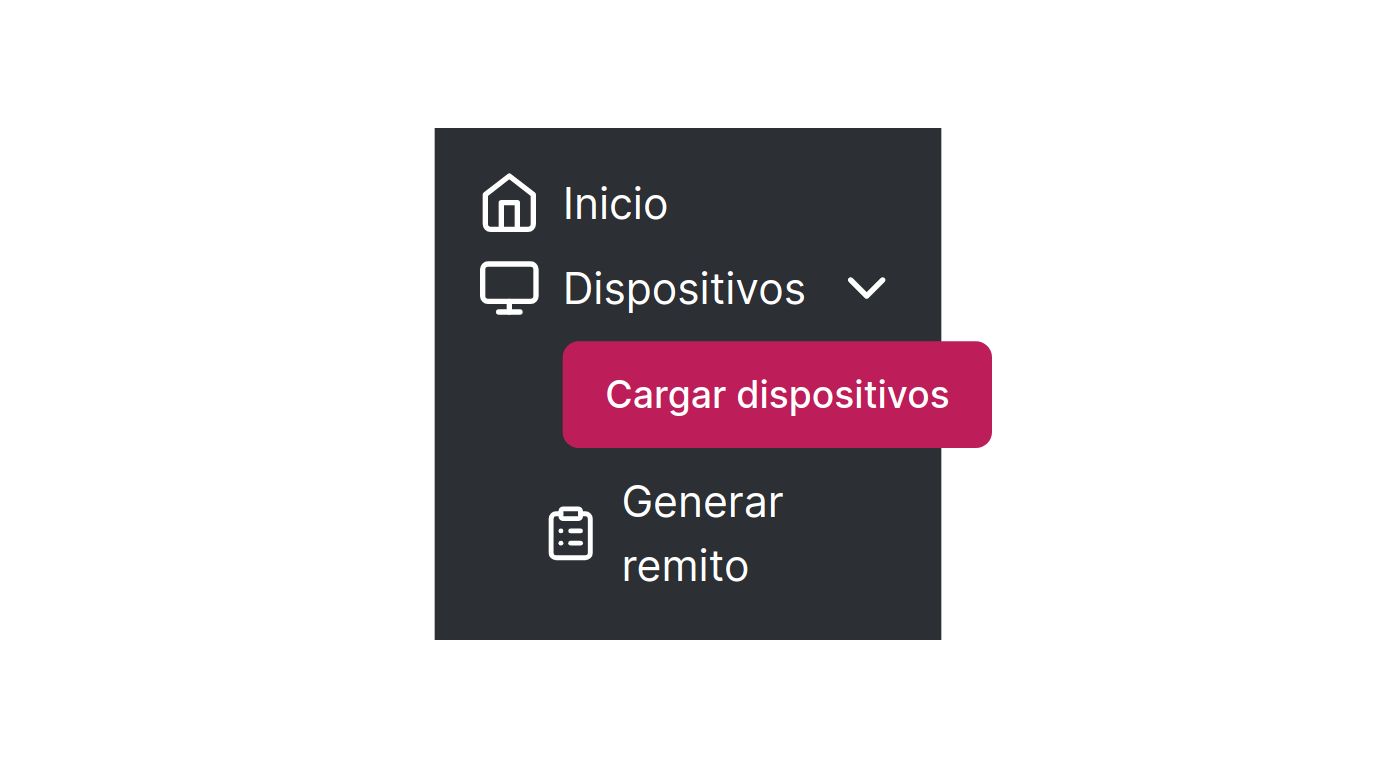 Inicio
Dispositivos
Cargar dispositivos
Generar
remito